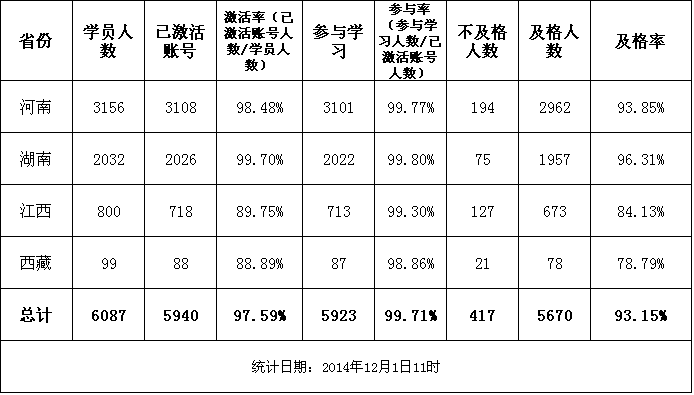 省份 学员人数 已激活账号 激活率（已激活账号人数/学员人数） 参与学习 参与率（参与学习人数/已激活账号人数） 不及格人数 及格人数 及格率
河南 3156 3108 98.48% 3101 99.77% 194 2962 93.85%
湖南 2032 2026 99.70% 2022 99.80% 75 1957 96.31%
江西 800 718 89.75% 713 99.30% 127 673 84.13%
西藏 99 88 88.89% 87 98.86% 21 78 78.79%
总计 6087 5940 97.59% 5923 99.71% 417 5670 93.15%
统计日期：2014年12月1日11时